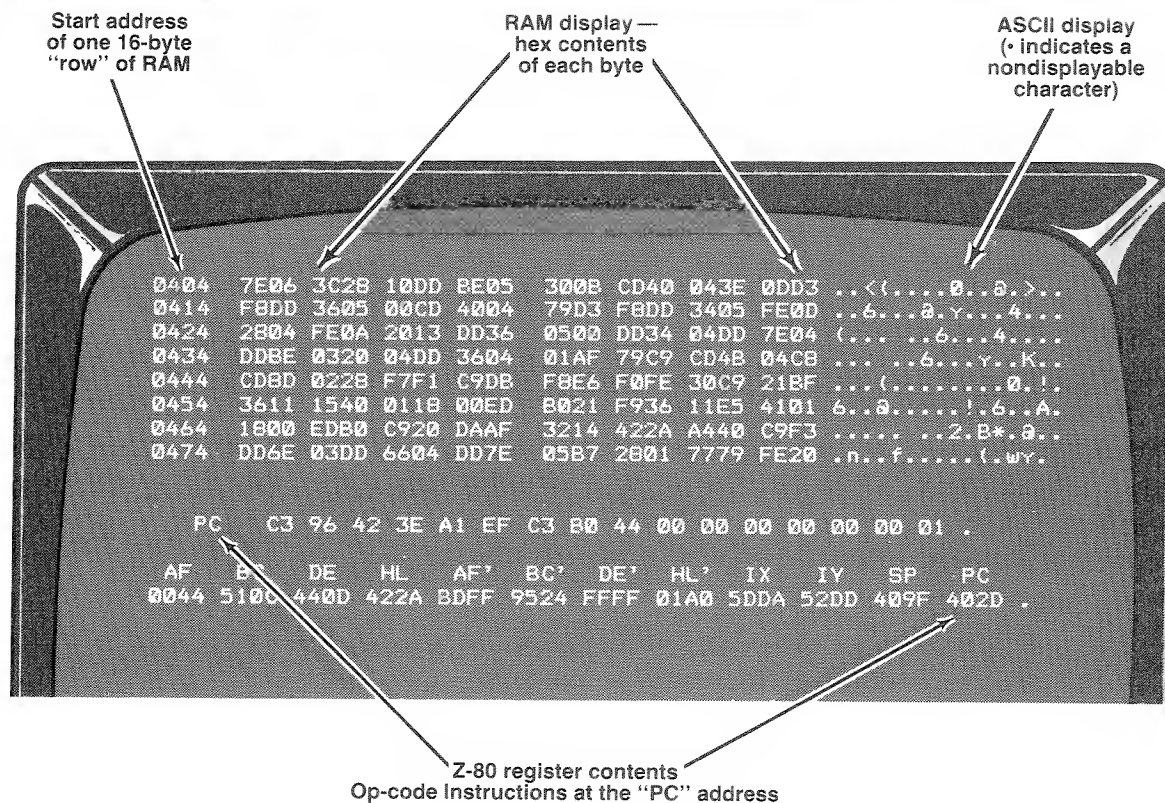 Start address
of one 16-byte
“row” of RAM
RAM display —
hex contents
of each byte
ASCII display
(• indicates a
nondisplayable
character)
0404 7E06 3C28 10DD BE05 300B CD40 043E 0DD3 ..<(....0..@.>..
0414 F8DD 3605 00CD 4004 79D3 F8DD 3405 FE0D ..6...@.Y...4...
0424 2804 FE0A 2013 DD36 0500 DD34 04DD 7E04 (... ..6...4....
0434 DDBE 0320 04DD 3604 01AF 79C9 CD4B 04C8 ... ..6...Y..K..
0444 CD8D 0228 F7F1 C9DB F8E6 F0FE 30C9 21BF ...(........0.!.
0454 3611 1540 0118 00ED B021 F936 11E5 4101 6..@.....!.6..A.
0464 1800 EDB0 C920 DAAF 3214 422A A440 C9F3 ..... ..2.B*.@..
0474 DD6E 03DD 6604 DD7E 05B7 2801 7779 FE20 .n..f.....(.wY.
PC C3 96 42 3E A1 EF C3 B0 44 00 00 00 00 00 00 01 .
AF BC DE HL AF' BC' DE' HL' IX IY SP PC
0044 510C 440D 422A BDFF 9524 FFFF 01A0 5DDA 52DD 409F 402D .
Z-80 register contents
Op-code Instructions at the “PC” address